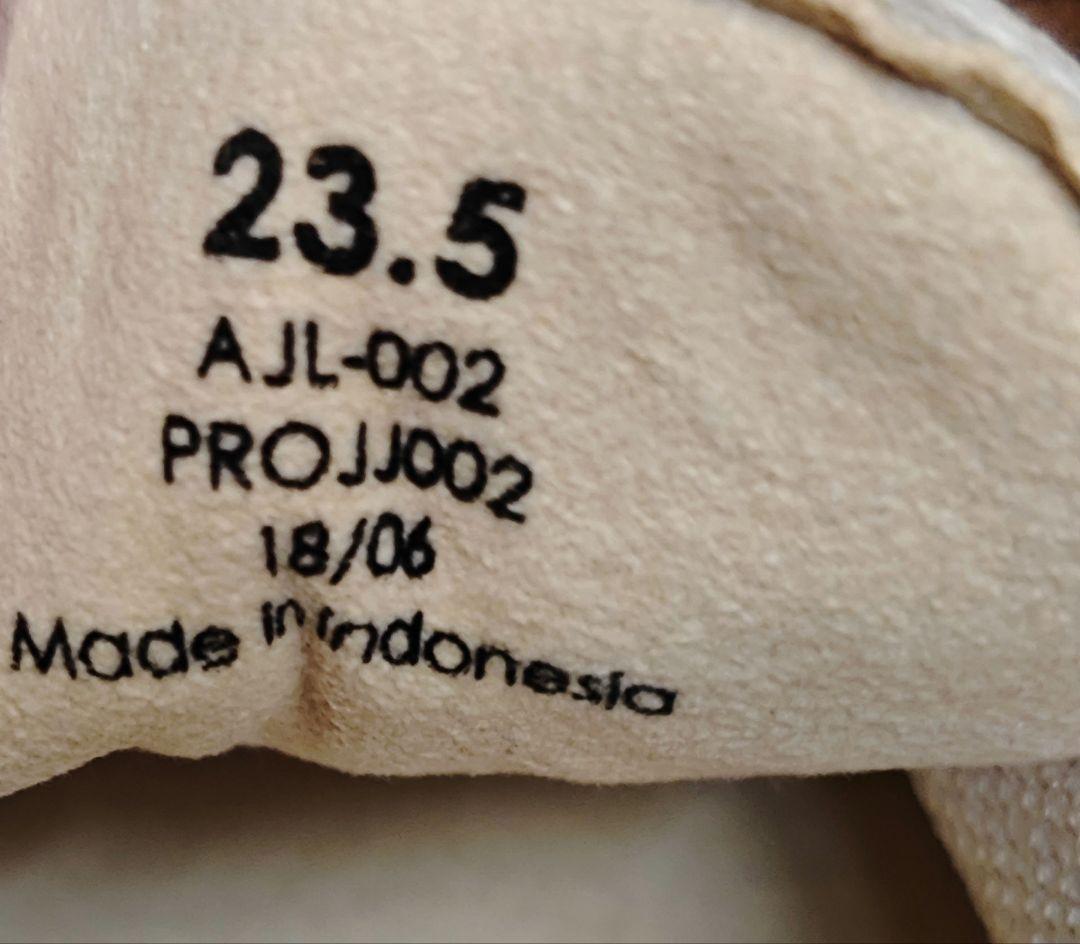 23.5
AJL-002
PROJJ002
18/06
Made in Indonesia